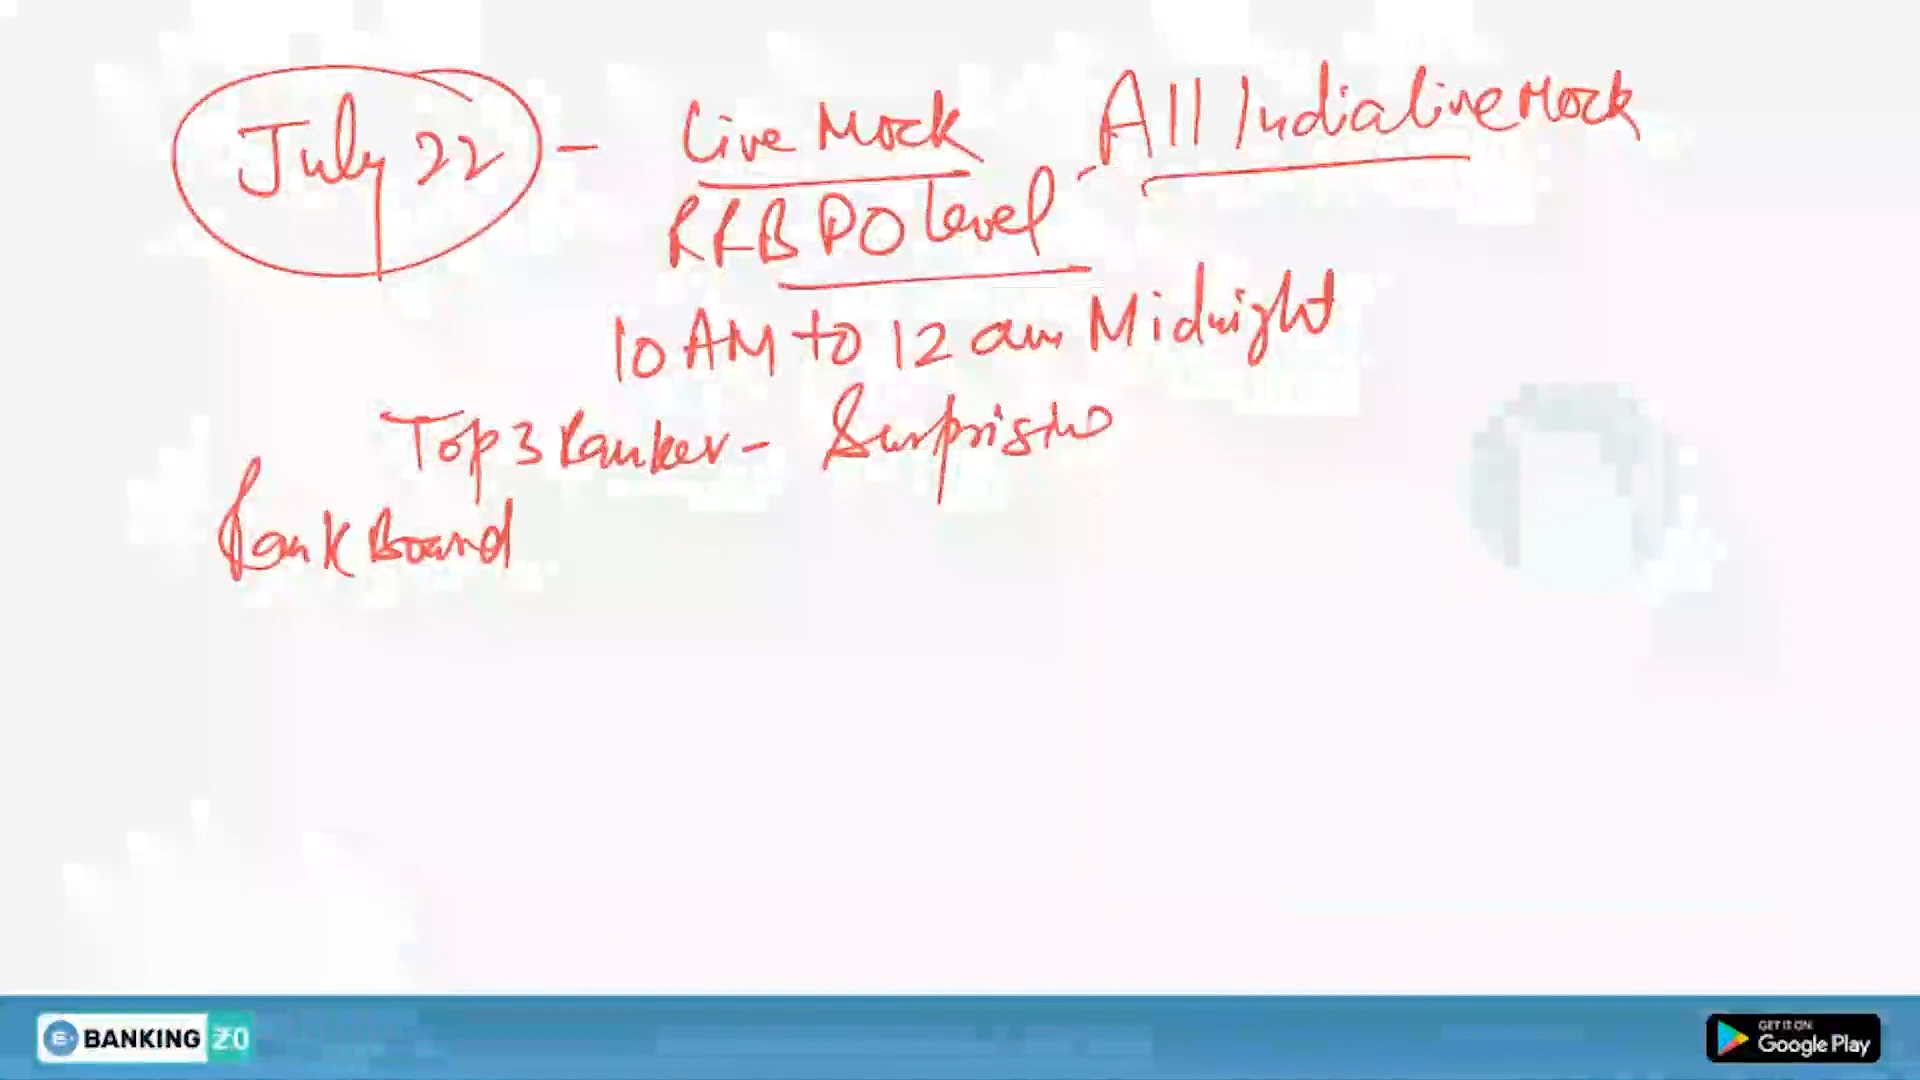 July 22 - Live Mock - All India live Mock
RRB PO Level
10 AM to 12 am Midnight
Top 3 Ranker -
Rank Board
BANKING
GET IT ON
Google Play